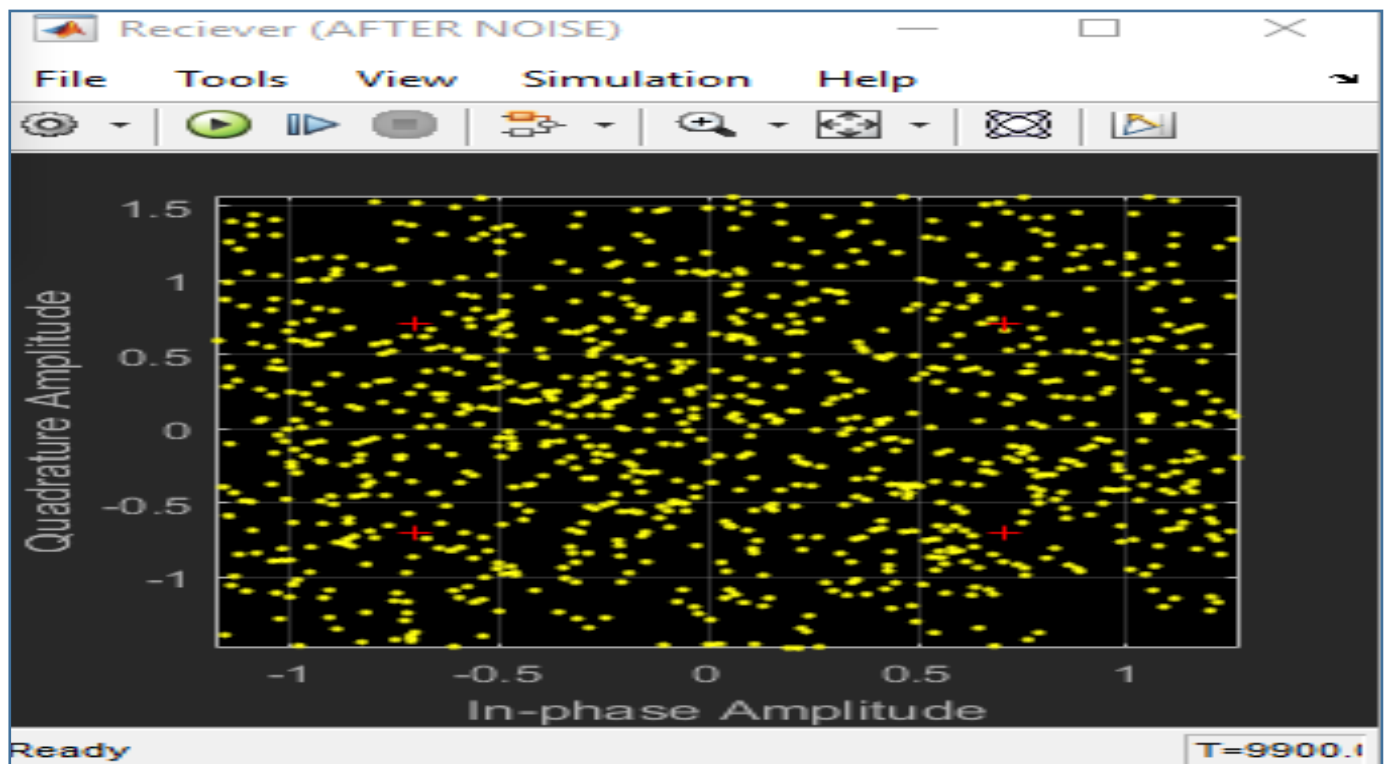 Reciever (AFTER NOISE)
File Tools View Simulation Help
1.5
1
0.5
0
-0.5
-1
Quadrature Amplitude
-1 -0.5 0 0.5 1
In-phase Amplitude
Ready T=9900.